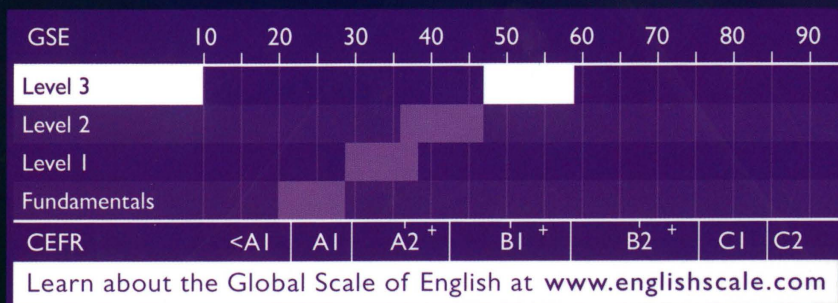 GSE 10 20 30 40 50 60 70 80 90
Level 3
Level 2
Level 1
Fundamentals
CEFR <A1 A1 A2 + B1 + B2 + C1 C2
Learn about the Global Scale of English at www.englishscale.com